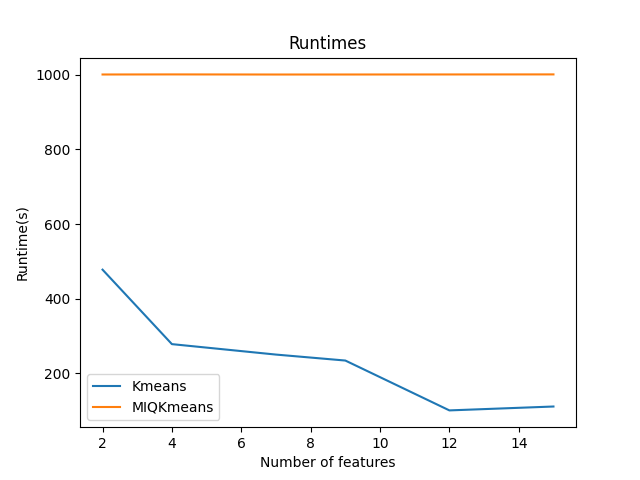 Runtimes
Runtime(s)
1000
800
600
400
200
Kmeans
MIQKmeans
2 4 6 8 10 12 14
Number of features